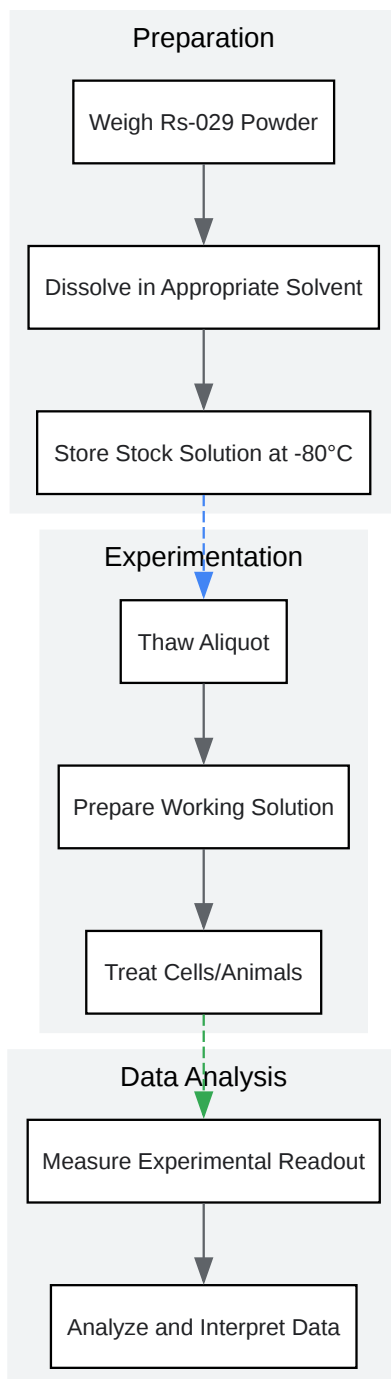 Preparation
Weigh Rs-029 Powder
Dissolve in Appropriate Solvent
Store Stock Solution at -80°C
Experimentation
Thaw Aliquot
Prepare Working Solution
Treat Cells/Animals
Data Analysis
Measure Experimental Readout
Analyze and Interpret Data